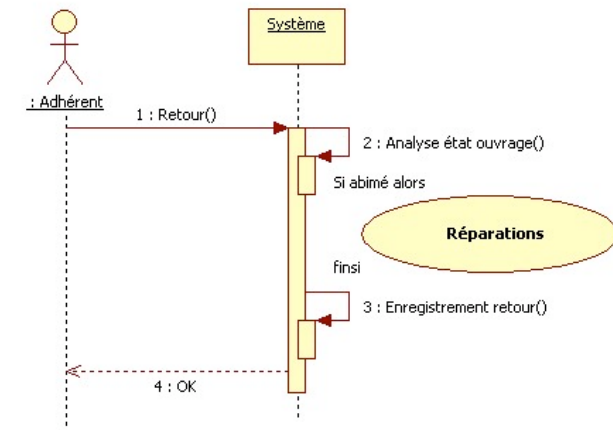 Système
: Adhérent
1 : Retour()
2 : Analyse état ouvrage()
Si abimé alors
Réparations
finsi
3 : Enregistrement retour()
4 : OK